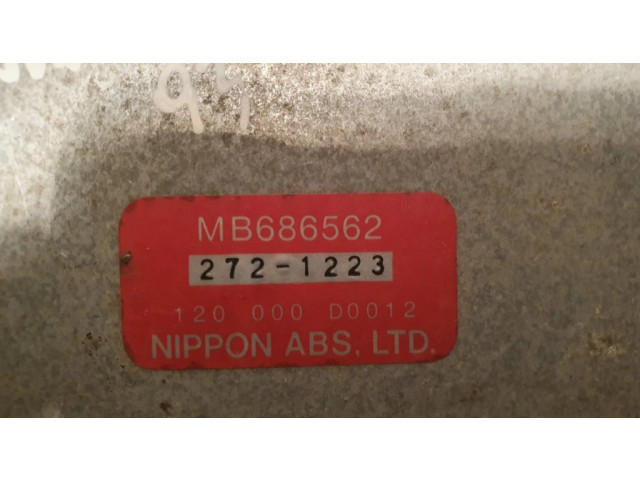 MB686562
272-1223
120 000 D0012
NIPPON ABS, LTD.